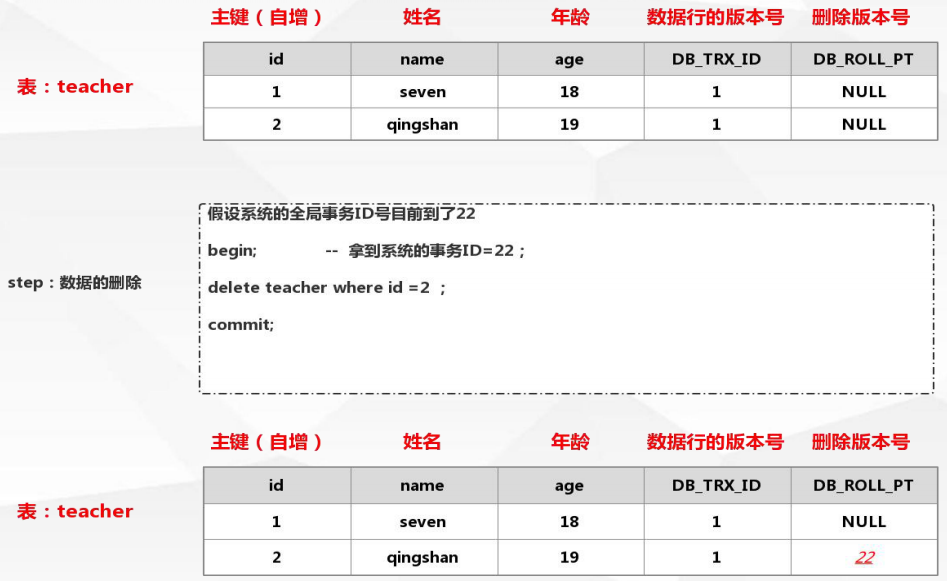 主键（自增） 姓名 年龄 数据行的版本号 删除版本号
id name age DB_TRX_ID DB_ROLL_PT
表：teacher
1 seven 18 1 NULL
2 qingshan 19 1 NULL
假设系统的全局事务ID号目前到了22
begin; -- 拿到系统的事务ID=22；
step：数据的删除
delete teacher where id =2 ；
commit;
主键（自增） 姓名 年龄 数据行的版本号 删除版本号
id name age DB_TRX_ID DB_ROLL_PT
表：teacher
1 seven 18 1 NULL
2 qingshan 19 1 22